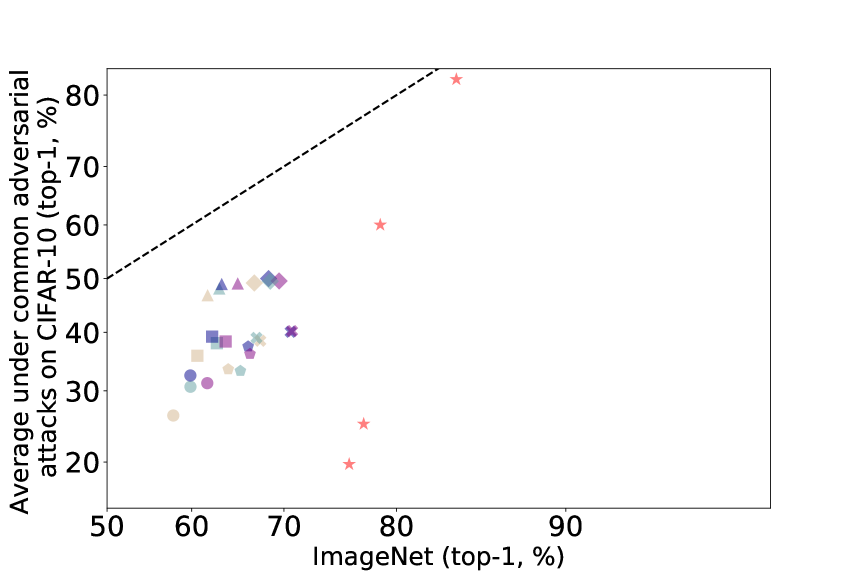 Average under common adversarial
attacks on CIFAR-10 (top-1, %)
80
70
60
50
40
30
20
50 60 70 80 90
ImageNet (top-1, %)